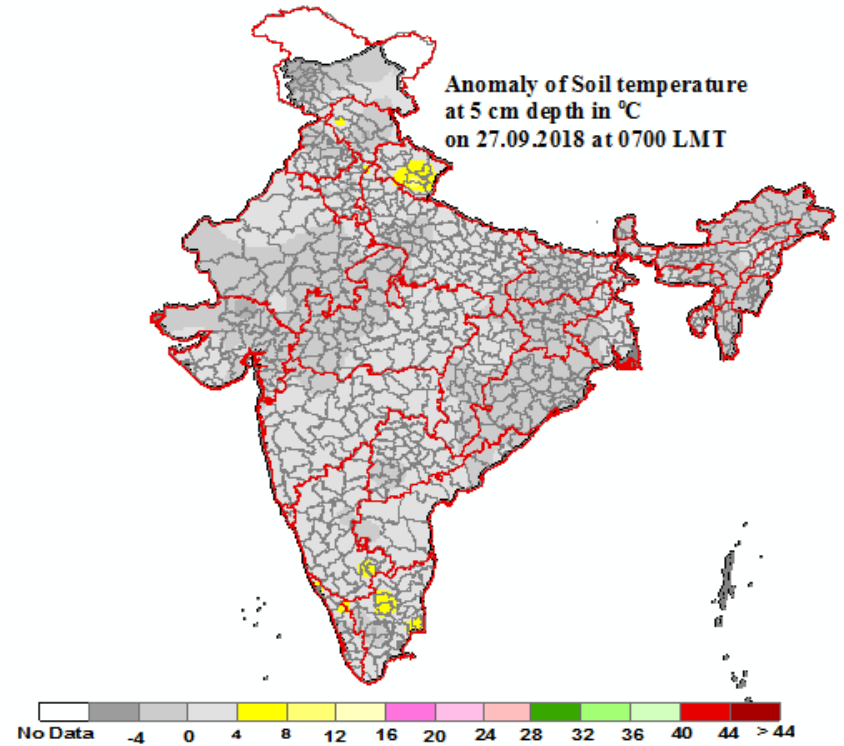 Anomaly of Soil temperature
at 5 cm depth in ⁰C
on 27.09.2018 at 0700 LMT
No Data -4 0 4 8 12 16 20 24 28 32 36 40 44 > 44